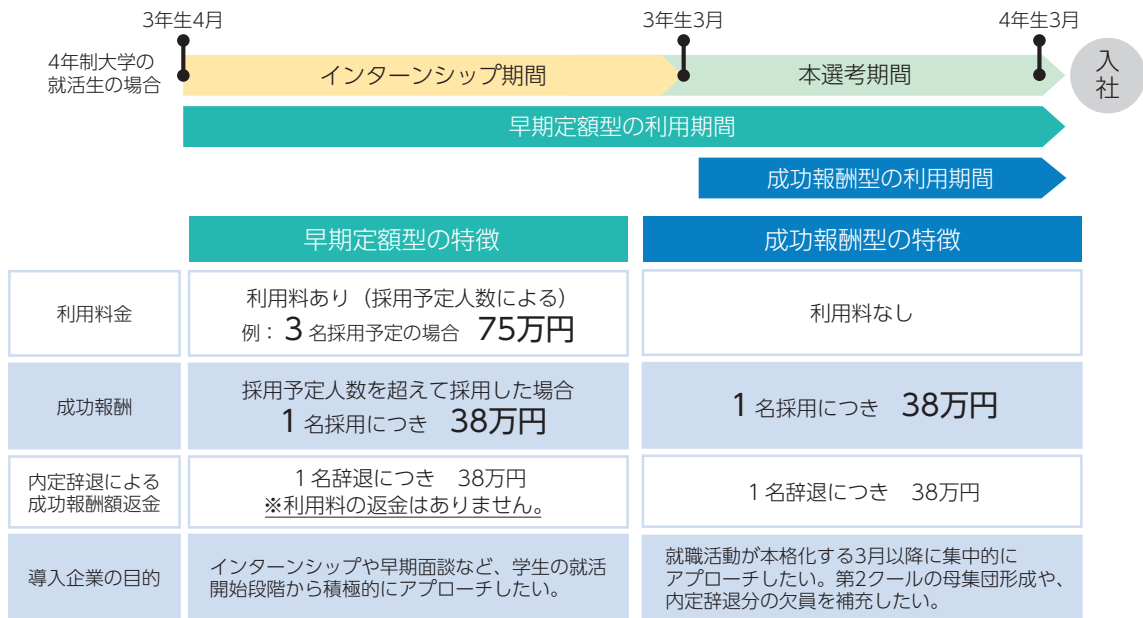 3年生4月
3年生3月
4年生3月
4年制大学の
就活生の場合
インターンシップ期間
本選考期間
入
社
早期定額型の利用期間
成功報酬型の利用期間
早期定額型の特徴
成功報酬型の特徴
利用料金
利用料あり（採用予定人数による）
例： 3 名採用予定の場合 75万円
利用料なし
成功報酬
採用予定人数を超えて採用した場合
1 名採用につき 38万円
1 名採用につき 38万円
内定辞退による
成功報酬額返金
1 名辞退につき 38万円
※利用料の返金はありません。
1 名辞退につき 38万円
導入企業の目的
インターンシップや早期面談など、学生の就活
開始段階から積極的にアプローチしたい。
就職活動が本格化する3月以降に集中的に
アプローチしたい。第2クールの母集団形成や、
内定辞退分の欠員を補充したい。